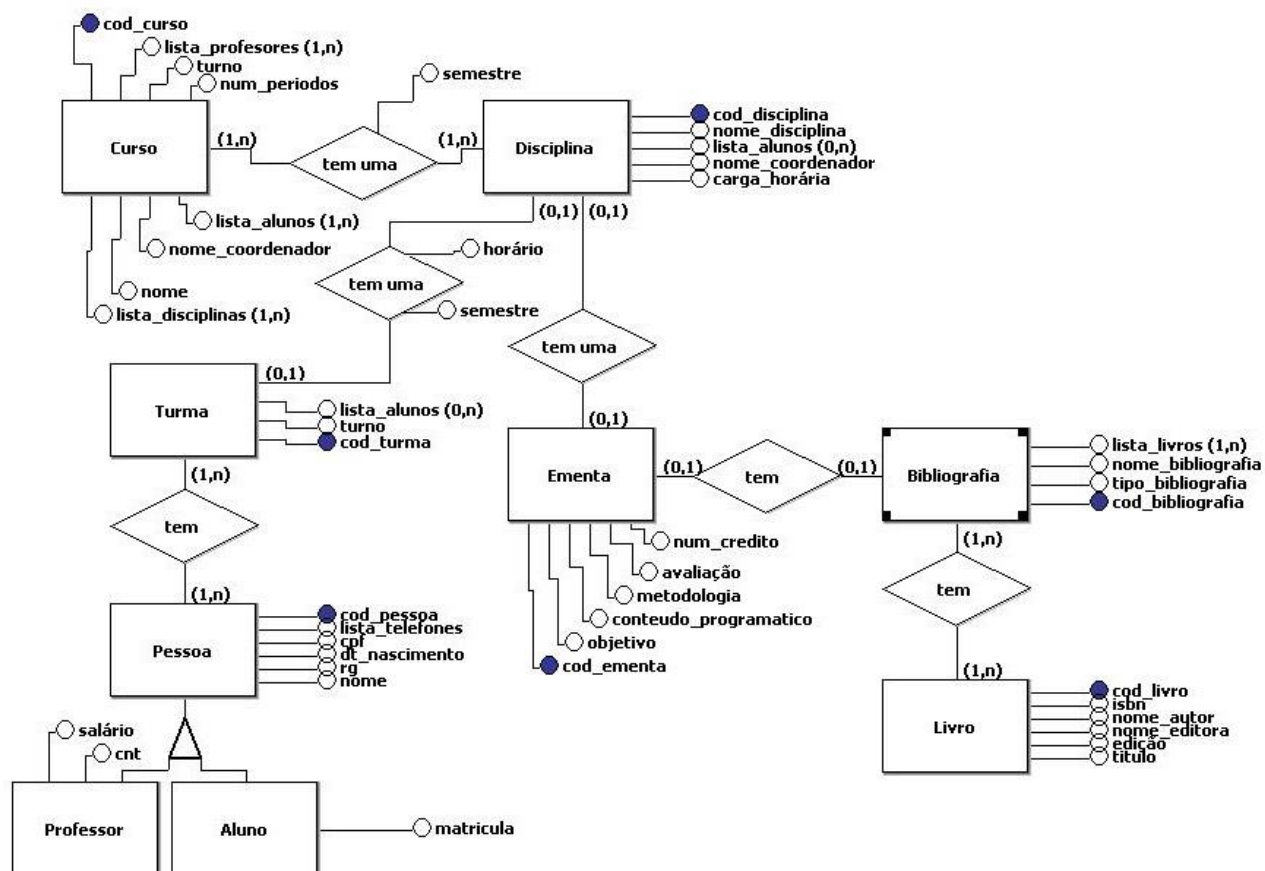 cod_curso
lista_profesores (1,n)
turno
num_periodos
semestre
Curso
(1,n)
tem uma
(1,n)
Disciplina
cod_disciplina
nome_disciplina
lista_alunos (0,n)
nome_coordenador
carga_horária
lista_alunos (1,n)
nome_coordenador
nome
lista_disciplinas (1,n)
(0,1)
(0,1)
horário
tem uma
semestre
tem uma
(0,1)
Turma
lista_alunos (0,n)
turno
cod_turma
(1,n)
tem
(1,n)
(0,1)
Ementa
(0,1)
tem
(0,1)
Bibliografia
lista_livros (1,n)
nome_bibliografia
tipo_bibliografia
cod_bibliografia
num_credito
avaliação
metodologia
conteudo_programatico
objetivo
cod_ementa
(1,n)
tem
(1,n)
Pessoa
cod_pessoa
lista_telefones
cpf
dt_nascimento
rg
nome
Livro
cod_livro
isbn
nome_autor
nome_editora
edição
titulo
salário
cnt
Professor
Aluno
matricula